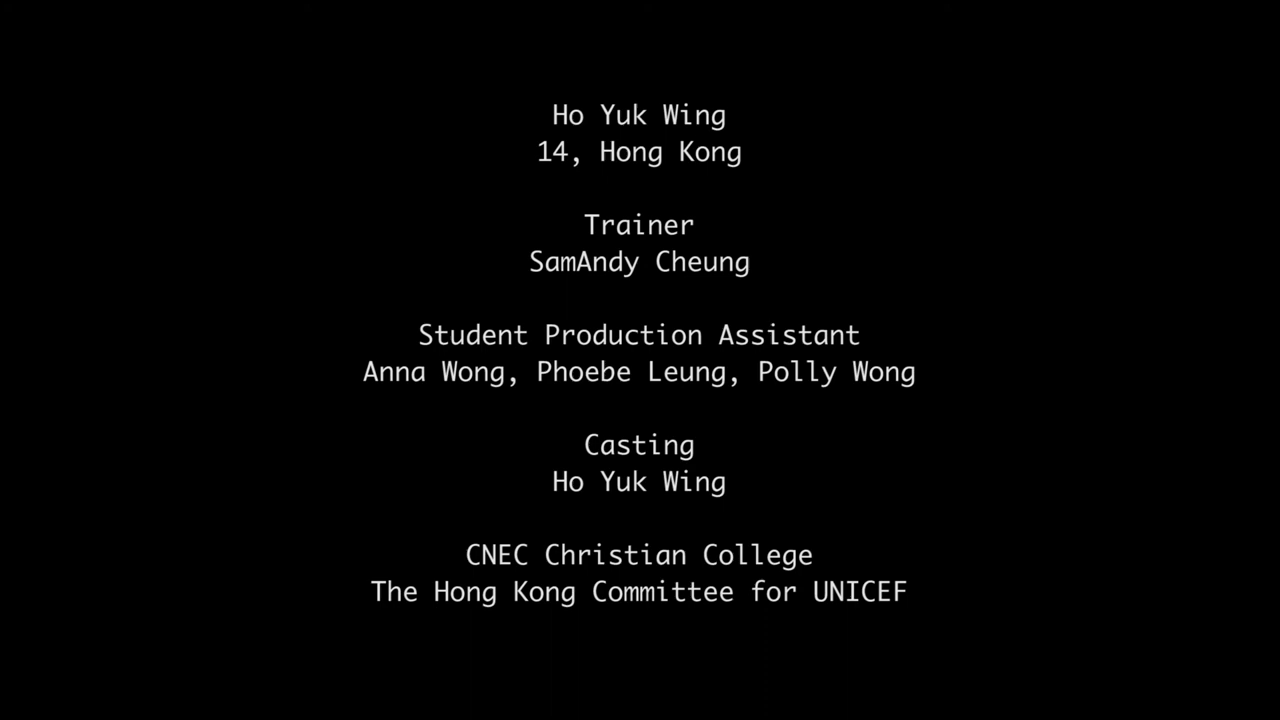 Ho Yuk Wing
14, Hong Kong
Trainer
SamAndy Cheung
Student Production Assistant
Anna Wong, Phoebe Leung, Polly Wong
Casting
Ho Yuk Wing
CNEC Christian College
The Hong Kong Committee for UNICEF